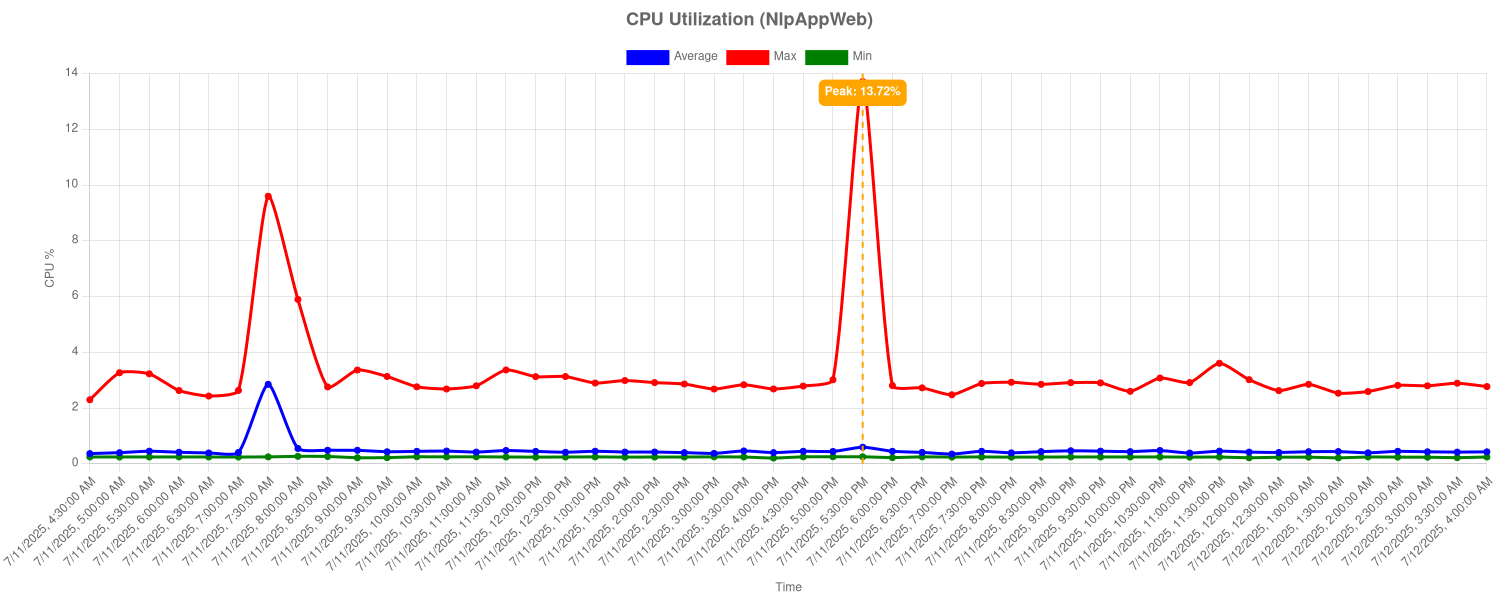 CPU Utilization (NlpAppWeb)
Average Max Min
Peak: 13.72%
14
12
10
8
6
4
2
0
CPU %
7/11/2025, 4:30:00 AM
7/11/2025, 5:00:00 AM
7/11/2025, 5:30:00 AM
7/11/2025, 6:00:00 AM
7/11/2025, 6:30:00 AM
7/11/2025, 7:00:00 AM
7/11/2025, 7:30:00 AM
7/11/2025, 8:00:00 AM
7/11/2025, 8:30:00 AM
7/11/2025, 9:00:00 AM
7/11/2025, 9:30:00 AM
7/11/2025, 10:00:00 AM
7/11/2025, 10:30:00 AM
7/11/2025, 11:00:00 AM
7/11/2025, 11:30:00 AM
7/11/2025, 12:00:00 PM
7/11/2025, 12:30:00 PM
7/11/2025, 1:00:00 PM
7/11/2025, 1:30:00 PM
7/11/2025, 2:00:00 PM
7/11/2025, 2:30:00 PM
7/11/2025, 3:00:00 PM
7/11/2025, 3:30:00 PM
7/11/2025, 4:00:00 PM
7/11/2025, 4:30:00 PM
7/11/2025, 5:00:00 PM
7/11/2025, 5:30:00 PM
7/11/2025, 6:00:00 PM
7/11/2025, 6:30:00 PM
7/11/2025, 7:00:00 PM
7/11/2025, 7:30:00 PM
7/11/2025, 8:00:00 PM
7/11/2025, 8:30:00 PM
7/11/2025, 9:00:00 PM
7/11/2025, 9:30:00 PM
7/11/2025, 10:00:00 PM
7/11/2025, 10:30:00 PM
7/11/2025, 11:00:00 PM
7/11/2025, 11:30:00 PM
7/12/2025, 12:00:00 AM
7/12/2025, 12:30:00 AM
7/12/2025, 1:00:00 AM
7/12/2025, 1:30:00 AM
7/12/2025, 2:00:00 AM
7/12/2025, 2:30:00 AM
7/12/2025, 3:00:00 AM
7/12/2025, 3:30:00 AM
7/12/2025, 4:00:00 AM
Time